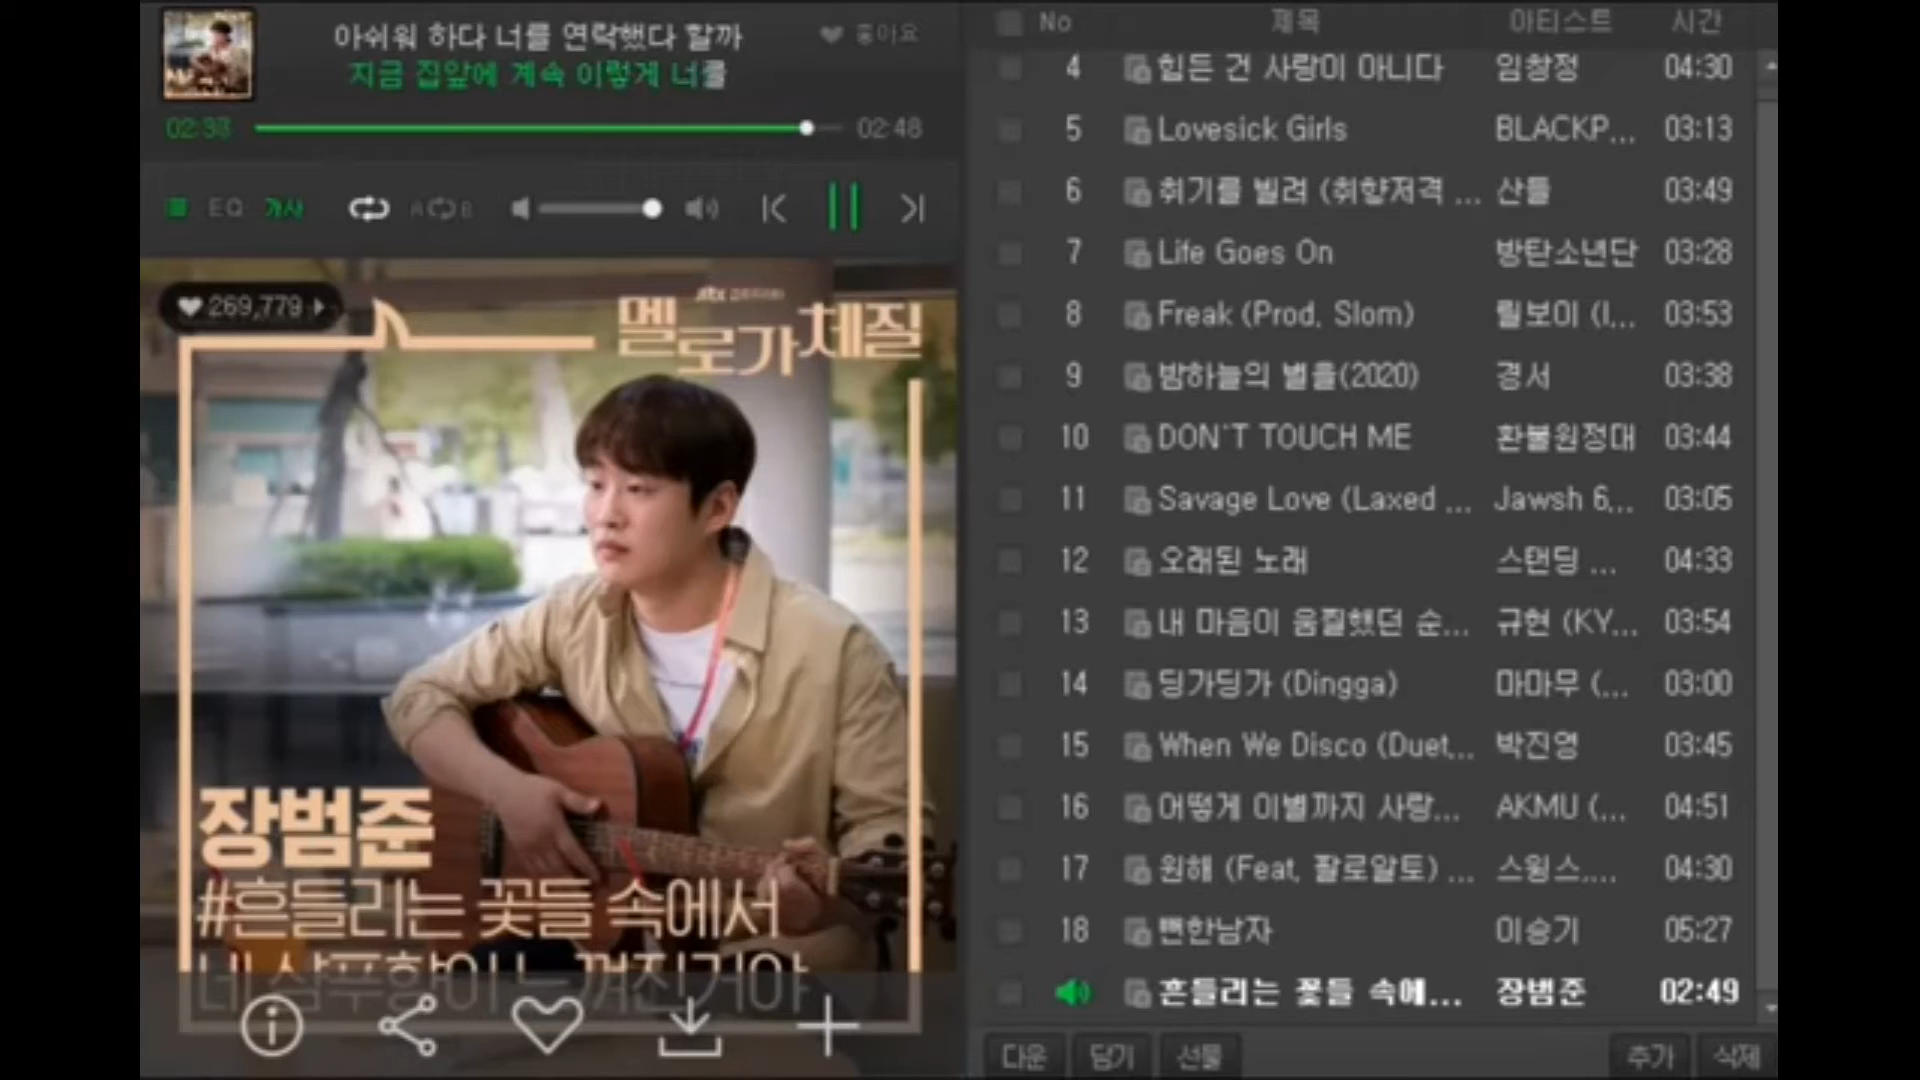 아쉬워 하다 너를 연락했다 할까
좋아요
지금 집앞에 계속 이렇게 너를
02:38
02:48
EQ 가사
A B
269,779
멜로가체질
장범준
#흔들리는 꽃들 속에서
네 샴푸향이 느껴진거야
No 제목 아티스트 시간
4 힘든 건 사랑이 아니다 임창정 04:30
5 Lovesick Girls BLACKP... 03:13
6 취기를 빌려 (취향저격 ... 산들 03:49
7 Life Goes On 방탄소년단 03:28
8 Freak (Prod. Slom) 릴보이 (l... 03:53
9 밤하늘의 별을(2020) 경서 03:38
10 DON'T TOUCH ME 환불원정대 03:44
11 Savage Love (Laxed ... Jawsh 6... 03:05
12 오래된 노래 스탠딩 ... 04:33
13 내 마음이 움찔했던 순... 규현 (KY... 03:54
14 딩가딩가 (Dingga) 마마무 (... 03:00
15 When We Disco (Duet... 박진영 03:45
16 어떻게 이별까지 사랑... AKMU (... 04:51
17 원해 (Feat. 팔로알토) ... 스윙스,... 04:30
18 뻔한남자 이승기 05:27
흔들리는 꽃들 속에... 장범준 02:49
다운 담기 선물 추가 삭제